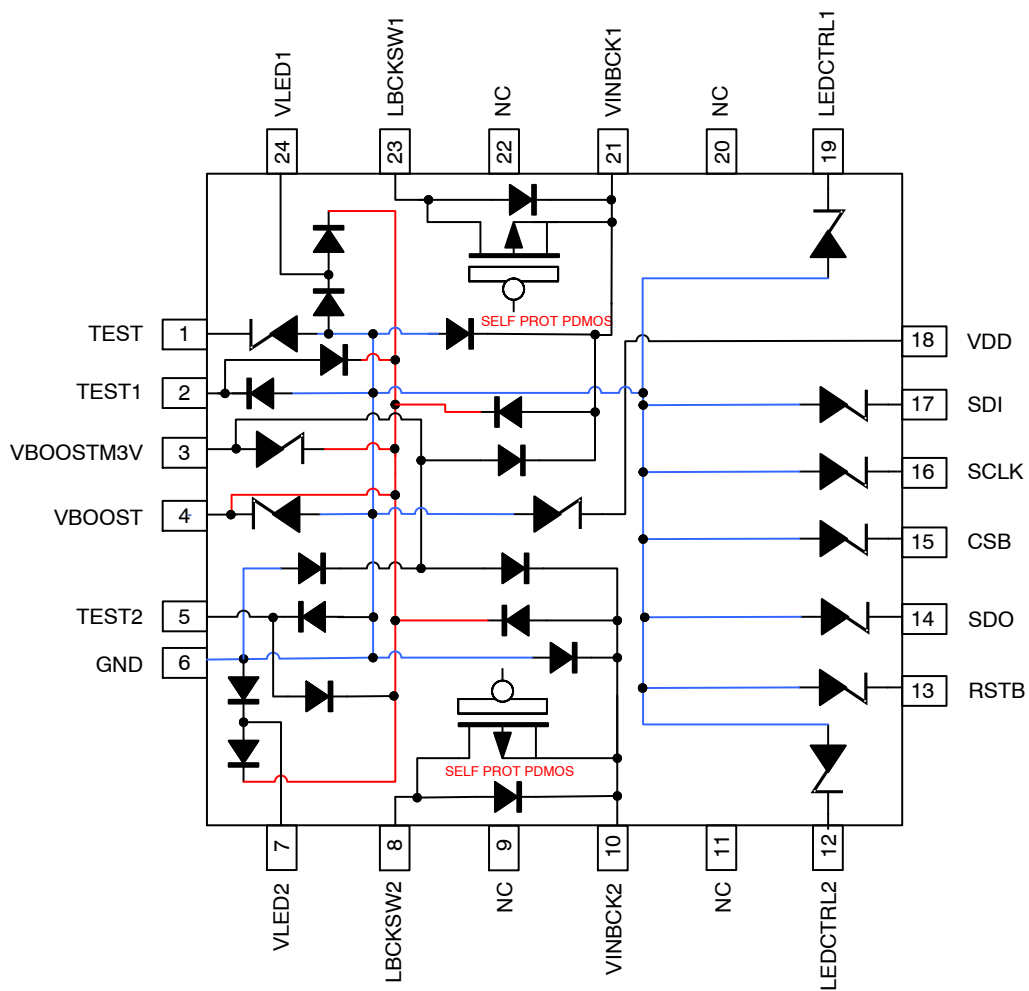 VLED1
LBCKSW1
NC
VINBCK1
NC
LEDCTRL1
24
23
22
21
20
19
SELF PROT PDMOS
TEST 1
TEST1 2
VBOOSTM3V 3
VBOOST 4
TEST2 5
GND 6
18 VDD
17 SDI
16 SCLK
15 CSB
14 SDO
13 RSTB
SELF PROT PDMOS
7
8
9
10
11
12
VLED2
LBCKSW2
NC
VINBCK2
NC
LEDCTRL2